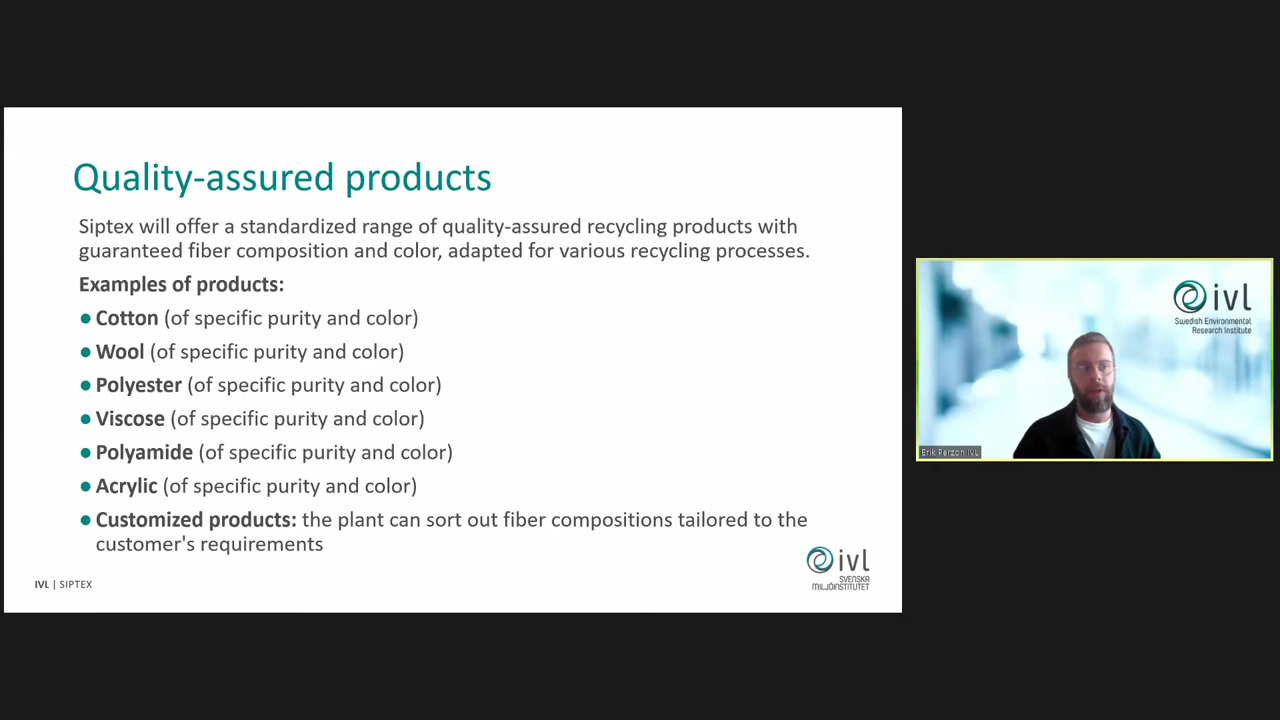 Quality-assured products
Siptex will offer a standardized range of quality-assured recycling products with
guaranteed fiber composition and color, adapted for various recycling processes.
Examples of products:
● Cotton (of specific purity and color)
● Wool (of specific purity and color)
● Polyester (of specific purity and color)
● Viscose (of specific purity and color)
● Polyamide (of specific purity and color)
● Acrylic (of specific purity and color)
● Customized products: the plant can sort out fiber compositions tailored to the
customer's requirements
IVL | SIPTEX
ivl
SVENSKA
MILJÖINSTITUTET
ivl
Swedish Environmental
Research Institute
Erik Perzon IVL